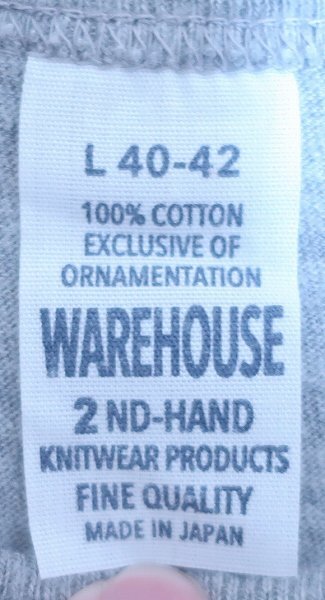 L 40-42
100% COTTON
EXCLUSIVE OF
ORNAMENTATION
WAREHOUSE
2 ND-HAND
KNITWEAR PRODUCTS
FINE QUALITY
MADE IN JAPAN